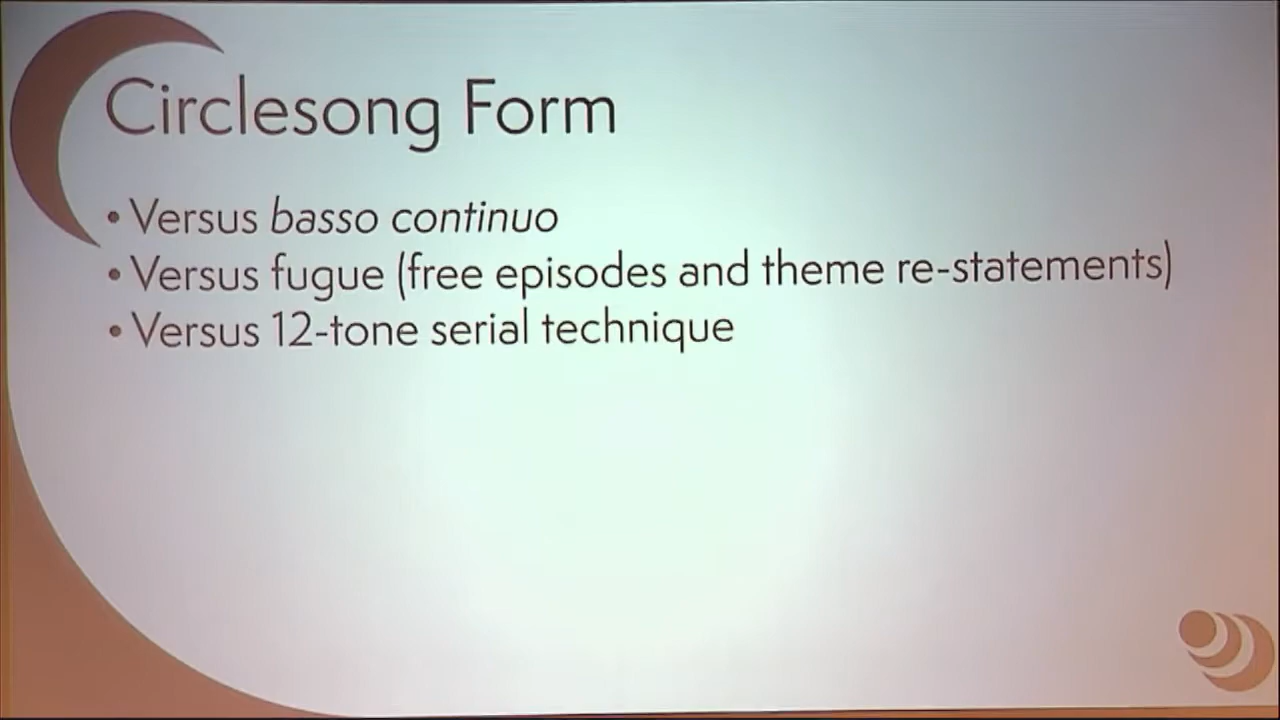 Circlesong Form
• Versus basso continuo
• Versus fugue (free episodes and theme re-statements)
• Versus 12-tone serial technique